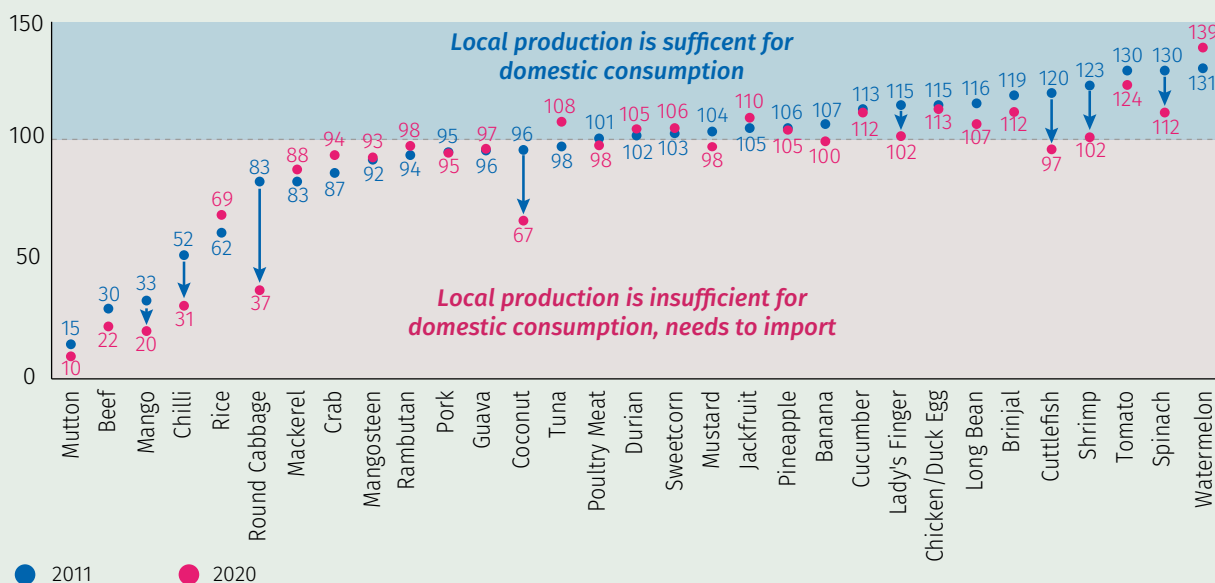 150
100
50
0
Local production is sufficent for
domestic consumption
Local production is insufficient for
domestic consumption, needs to import
15
10
30
22
33
20
52
31
69
62
83
37
88
83
94
87
93
92
98
94
95
95
97
96
96
67
108
98
101
98
105
102
106
103
104
98
110
105
106
105
107
100
113
112
115
102
115
113
116
107
119
112
120
97
123
102
130
124
130
112
139
131
Mutton
Beef
Mango
Chilli
Rice
Round Cabbage
Mackerel
Crab
Mangosteen
Rambutan
Pork
Guava
Coconut
Tuna
Poultry Meat
Durian
Sweetcorn
Mustard
Jackfruit
Pineapple
Banana
Cucumber
Lady's Finger
Chicken/Duck Egg
Long Bean
Brinjal
Cuttlefish
Shrimp
Tomato
Spinach
Watermelon
2011
2020